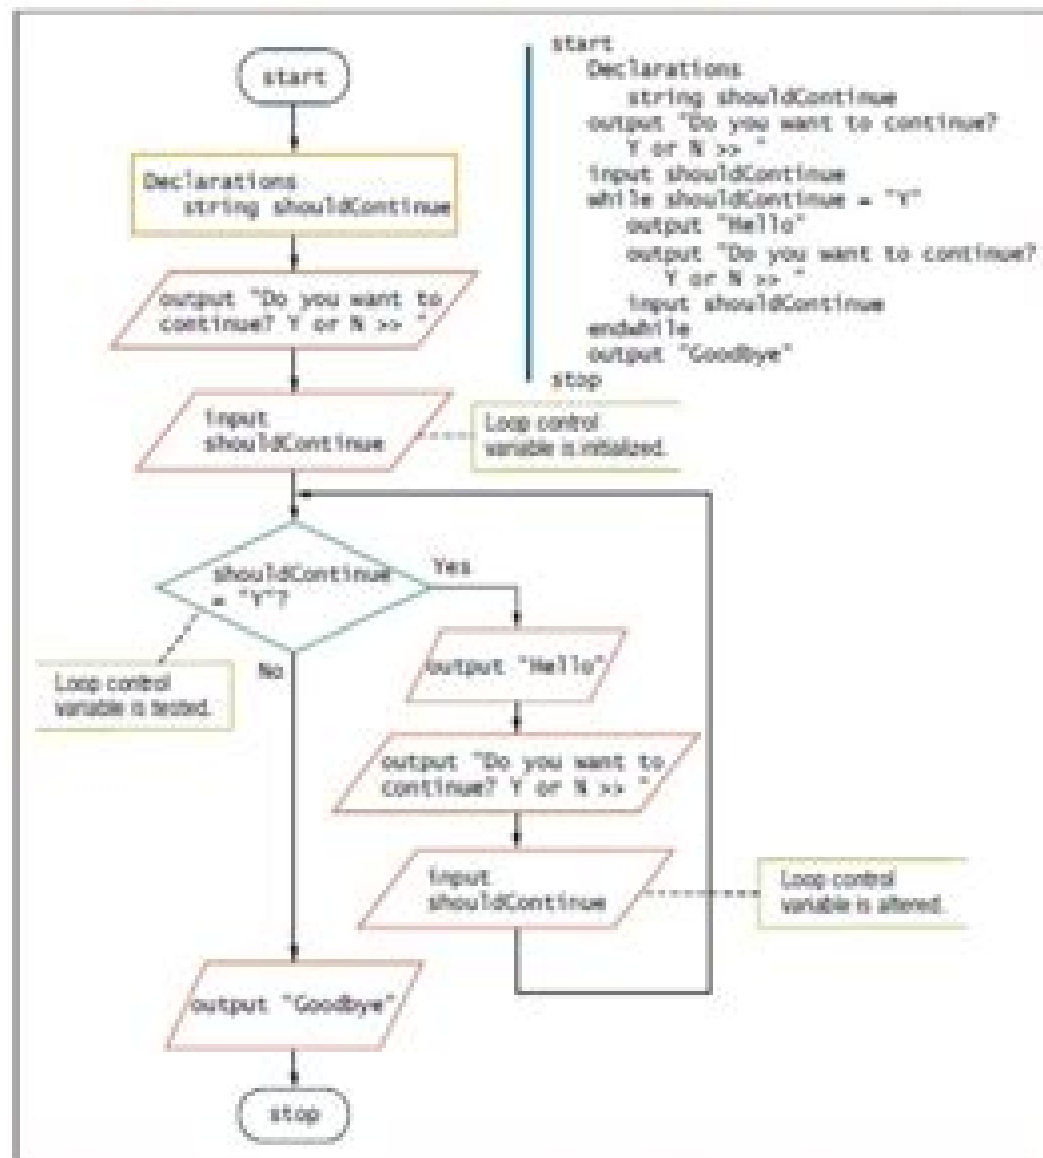 start
Declarations
string shouldContinue
output "Do you want to
continue? Y or N >> "
input
shouldContinue
Loop control
variable is initialized.
shouldContinue
= "Y"?
Yes
No
Loop control
variable is tested.
output "Hello"
output "Do you want to
continue? Y or N >> "
input
shouldContinue
Loop control
variable is altered.
output "Goodbye"
stop
start
Declarations
string shouldContinue
output "Do you want to continue?
Y or N >> "
input shouldContinue
while shouldContinue = "Y"
output "Hello"
output "Do you want to continue?
Y or N >> "
input shouldContinue
endwhile
output "Goodbye"
stop